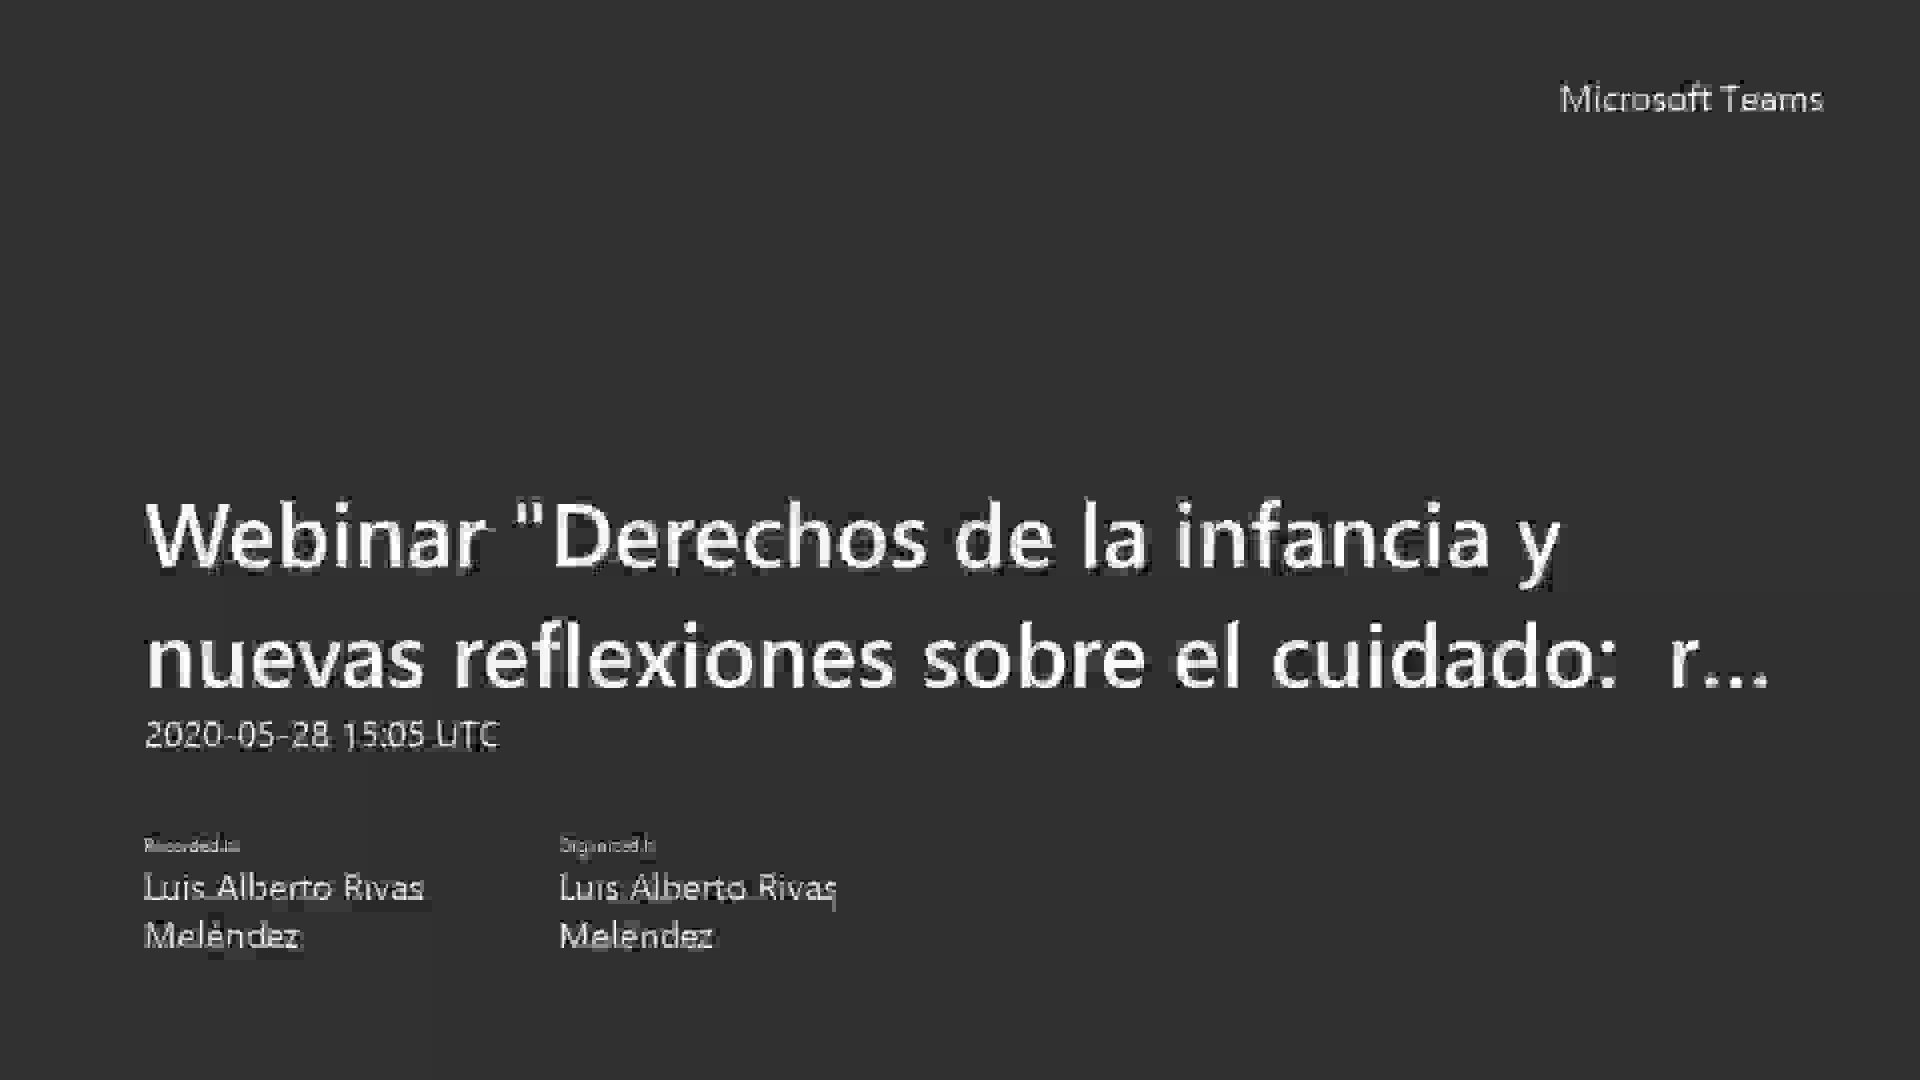 Microsoft Teams
Webinar "Derechos de la infancia y
nuevas reflexiones sobre el cuidado:  r...
2020-05-28 15:05 UTC
Luis Alberto Rivas
Meléndez
Luis Alberto Rivas
Meléndez